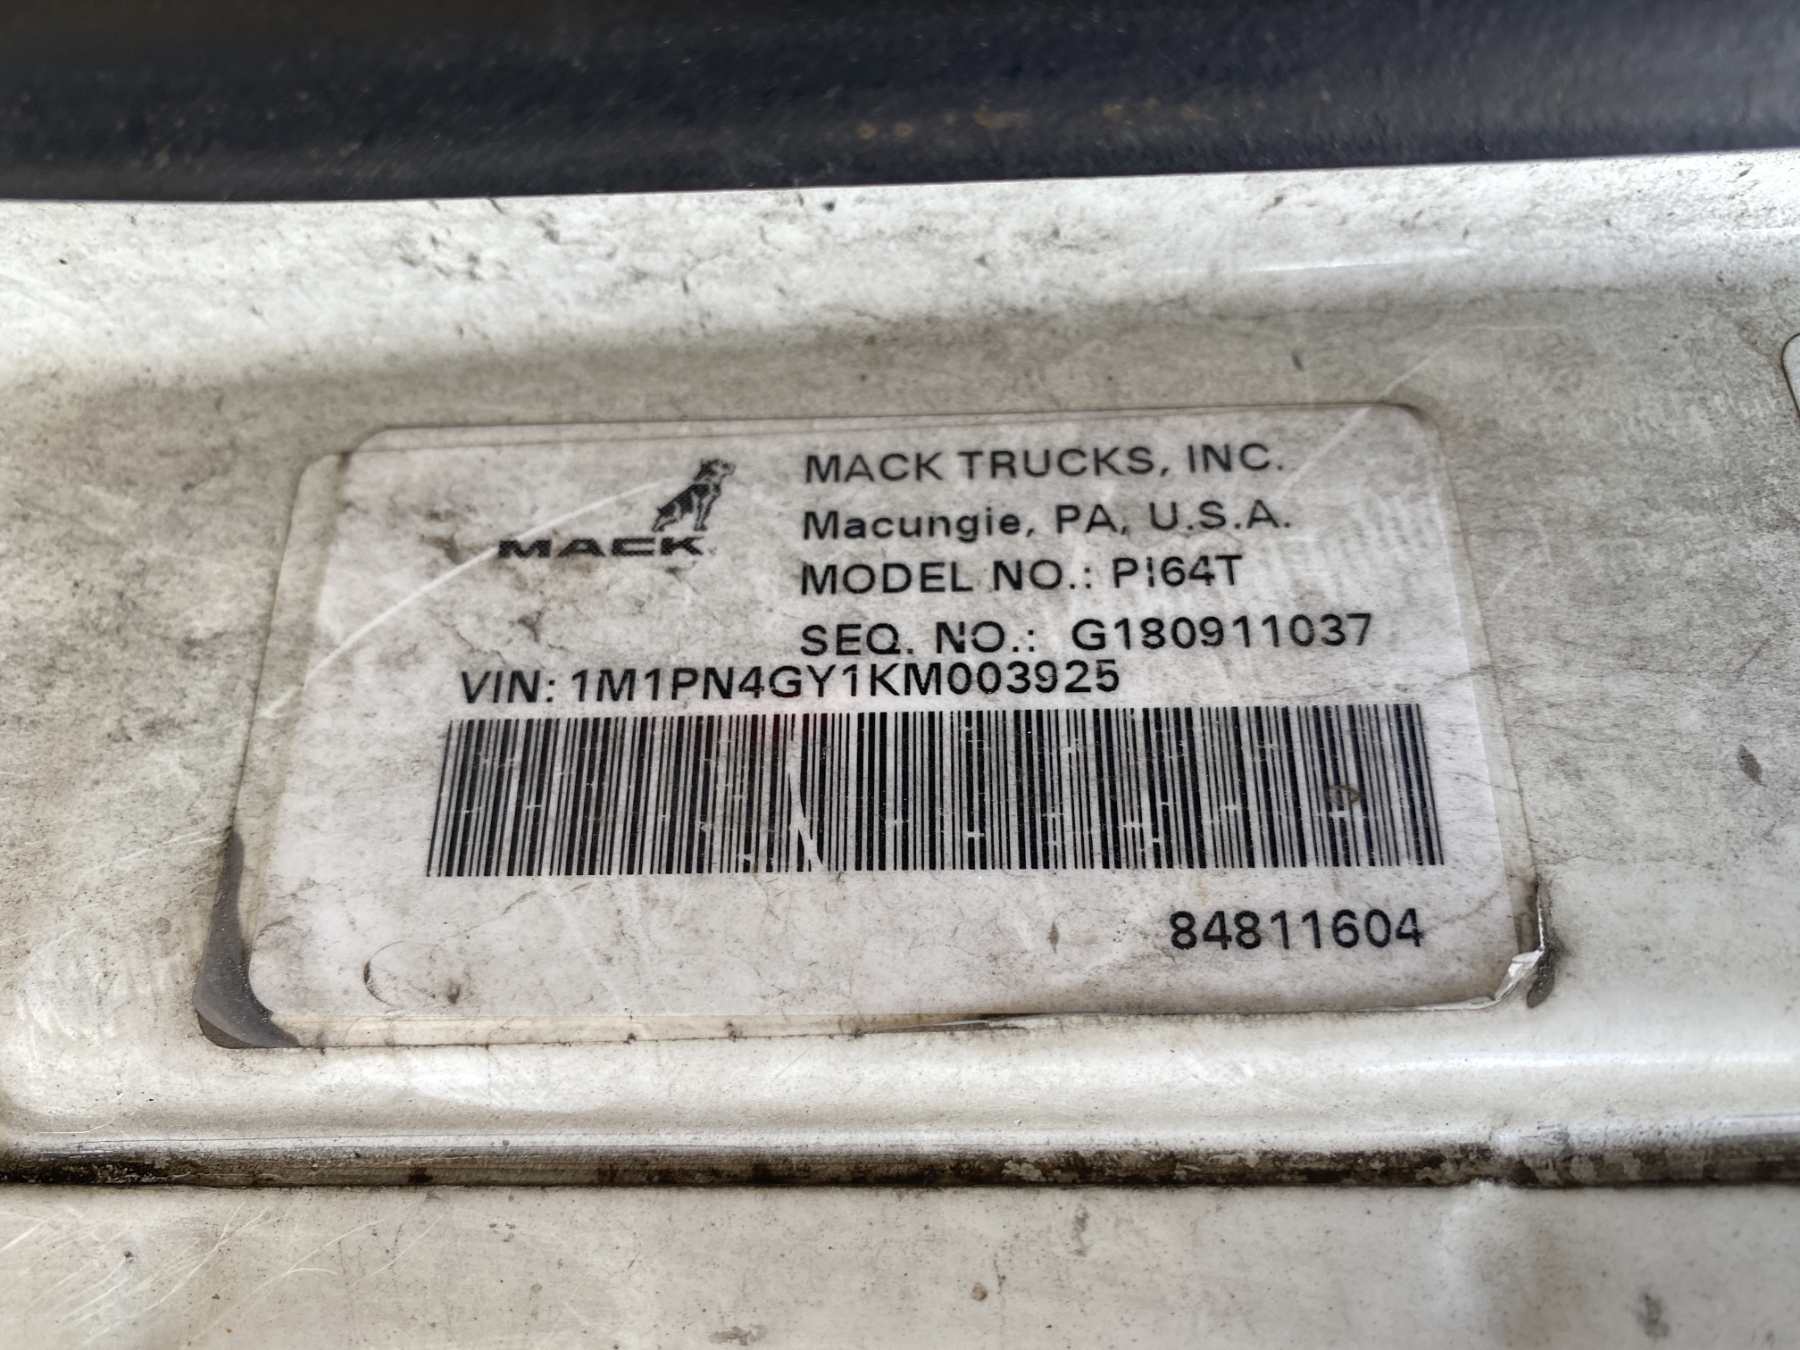 MACK
MACK TRUCKS, INC.
Macungie, PA, U.S.A.
MODEL NO.: PI64T
SEQ. NO.: G180911037
VIN: 1M1PN4GY1KM003925
84811604